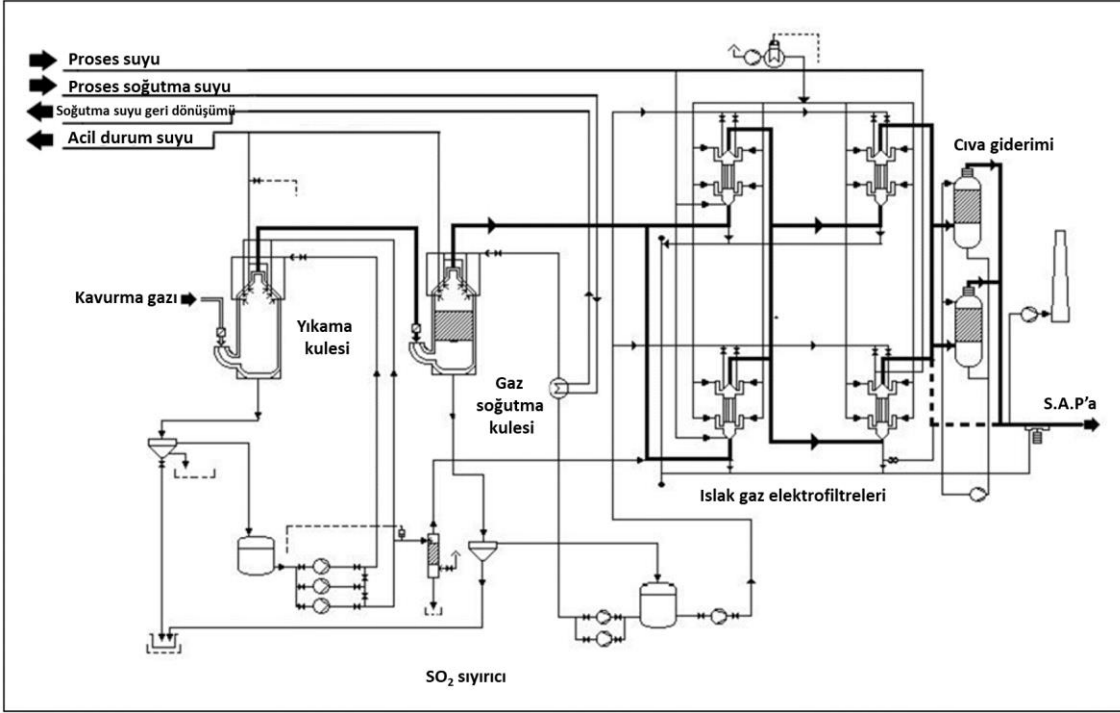 Proses suyu
Proses soğutma suyu
Soğutma suyu geri dönüşümü
Acil durum suyu
Cıva giderimi
Kavurma gazı
Yıkama
kulesi
Gaz
soğutma
kulesi
S.A.P’a
Islak gaz elektrofiltreleri
SO₂ sıyırıcı